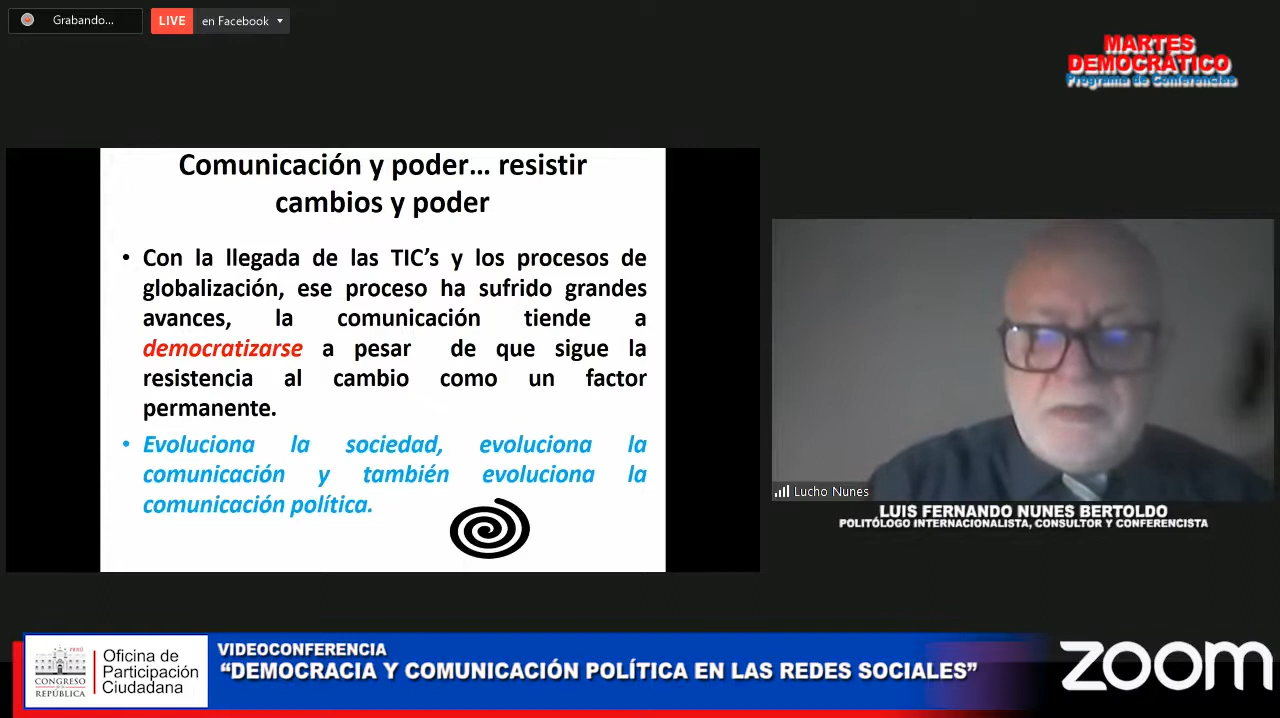 Grabando...
LIVE en Facebook
MARTES
DEMOCRÁTICO
Programa de Conferencias
Comunicación y poder... resistir
cambios y poder
• Con la llegada de las TIC's y los procesos de
globalización, ese proceso ha sufrido grandes
avances, la comunicación tiende a
democratizarse a pesar de que sigue la
resistencia al cambio como un factor
permanente.
• Evoluciona la sociedad, evoluciona la
comunicación y también evoluciona la
comunicación política.
Lucho Nunes
LUIS FERNANDO NUNES BERTOLDO
POLITÓLOGO INTERNACIONALISTA, CONSULTOR Y CONFERENCISTA
PERÚ
CONGRESO
REPÚBLICA
Oficina de
Participación
Ciudadana
VIDEOCONFERENCIA
“DEMOCRACIA Y COMUNICACIÓN POLÍTICA EN LAS REDES SOCIALES”
zoom